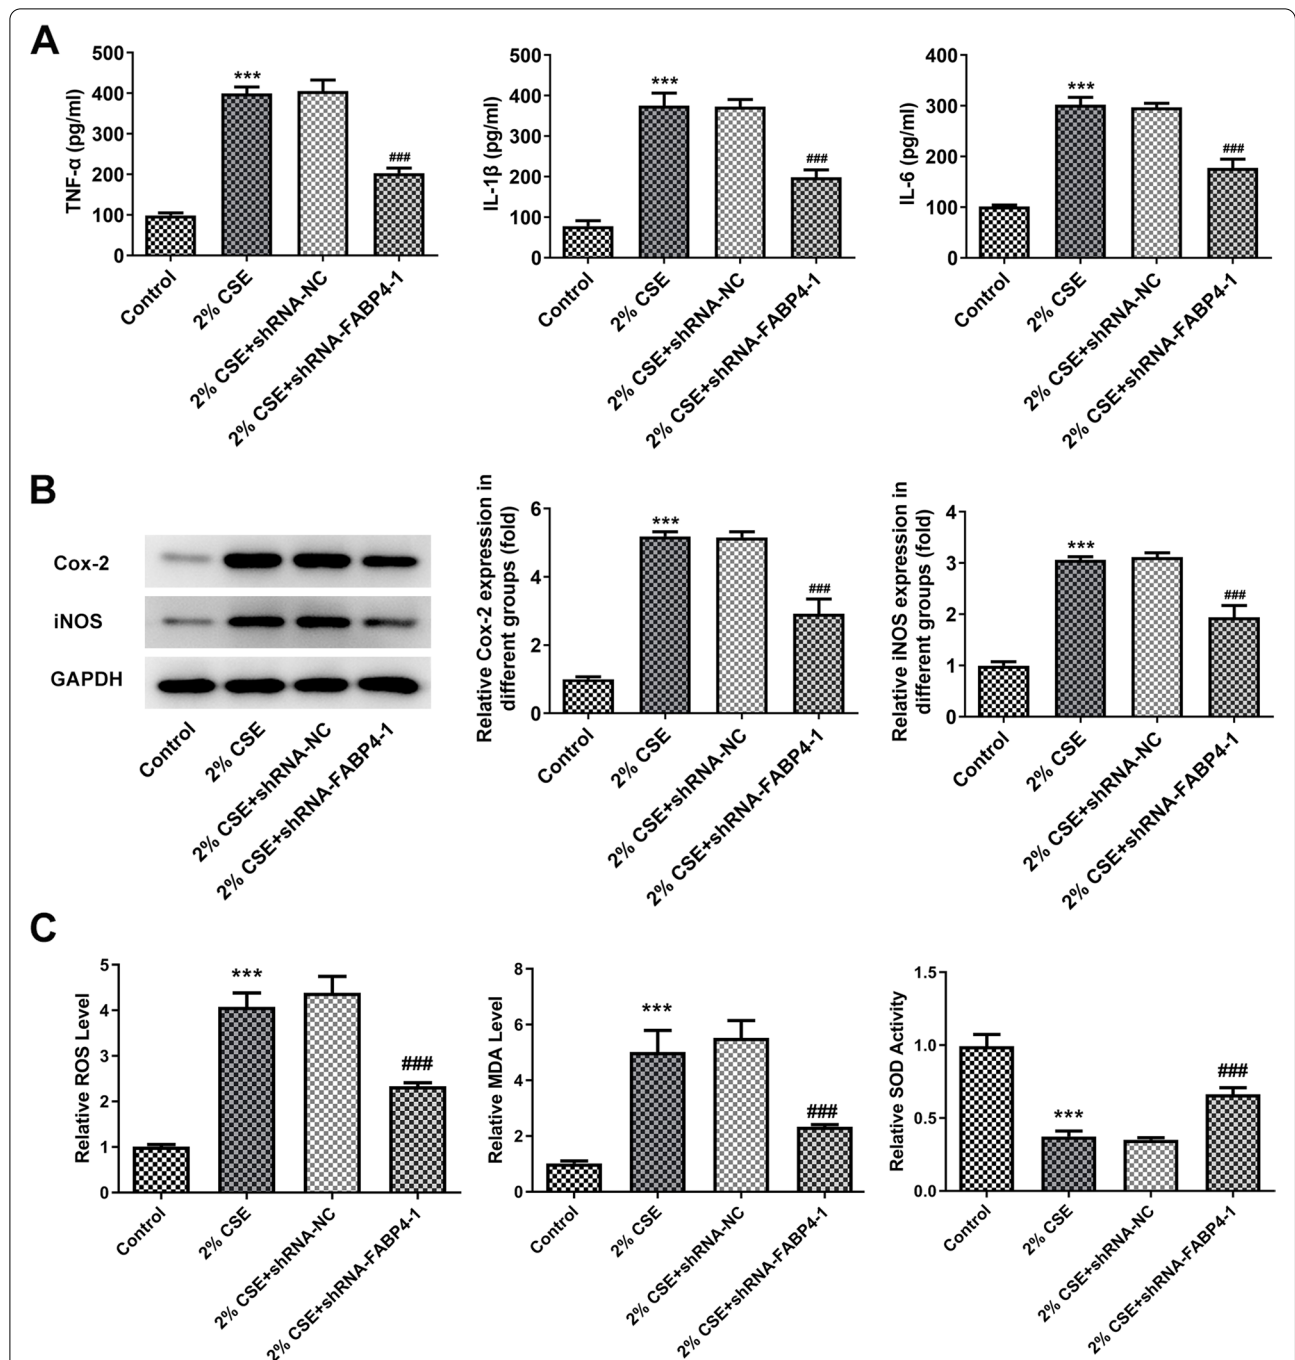 A
TNF-α (pg/ml)
500
400
300
200
100
0
***
###
Control
2% CSE
2% CSE+shRNA-NC
2% CSE+shRNA-FABP4-1
IL-1β (pg/ml)
500
400
300
200
100
0
***
###
Control
2% CSE
2% CSE+shRNA-NC
2% CSE+shRNA-FABP4-1
IL-6 (pg/ml)
400
300
200
100
0
***
###
Control
2% CSE
2% CSE+shRNA-NC
2% CSE+shRNA-FABP4-1
B
Cox-2
iNOS
GAPDH
Control
2% CSE
2% CSE+shRNA-NC
2% CSE+shRNA-FABP4-1
Relative Cox-2 expression in
different groups (fold)
6
4
2
0
***
###
Control
2% CSE
2% CSE+shRNA-NC
2% CSE+shRNA-FABP4-1
Relative iNOS expression in
different groups (fold)
4
3
2
1
0
***
###
Control
2% CSE
2% CSE+shRNA-NC
2% CSE+shRNA-FABP4-1
C
Relative ROS Level
5
4
3
2
1
0
***
###
Control
2% CSE
2% CSE+shRNA-NC
2% CSE+shRNA-FABP4-1
Relative MDA Level
8
6
4
2
0
***
###
Control
2% CSE
2% CSE+shRNA-NC
2% CSE+shRNA-FABP4-1
Relative SOD Activity
1.5
1.0
0.5
0.0
***
###
Control
2% CSE
2% CSE+shRNA-NC
2% CSE+shRNA-FABP4-1